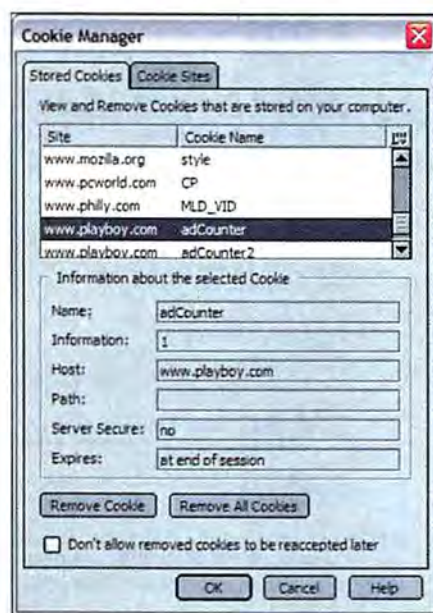 Cookie Manager
Stored Cookies Cookie Sites
View and Remove Cookies that are stored on your computer.
Site Cookie Name
www.mozilla.org style
www.pcworld.com CP
www.philly.com MLD_VID
www.playboy.com adCounter
www.playboy.com adCounter2
Information about the selected Cookie
Name: adCounter
Information: 1
Host: www.playboy.com
Path:
Server Secure: no
Expires: at end of session
Remove Cookie Remove All Cookies
Don't allow removed cookies to be reaccepted later
OK Cancel Help